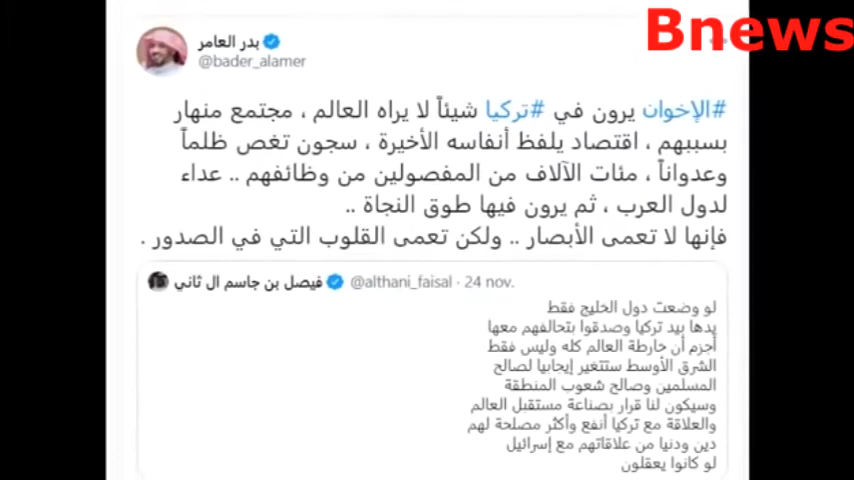 Bnews
بدر العامر
@bader_alamer
#الإخوان يرون في #تركيا شيئاً لا يراه العالم ، مجتمع منهار
بسببهم ، اقتصاد يلفظ أنفاسه الأخيرة ، سجون تغص ظلماً
وعدواناً ، مئات الآلاف من المفصولين من وظائفهم .. عداء
لدول العرب ، ثم يرون فيها طوق النجاة ..
فإنها لا تعمى الأبصار .. ولكن تعمى القلوب التي في الصدور .
فيصل بن جاسم ال ثاني @althani_faisal · 24 nov.
لو وضعت دول الخليج فقط
يدها بيد تركيا وصدقوا بتحالفهم معها
أجزم أن خارطة العالم كله وليس فقط
الشرق الأوسط ستتغير إيجابيا لصالح
المسلمين وصالح شعوب المنطقة
وسيكون لنا قرار بصناعة مستقبل العالم
والعلاقة مع تركيا أنفع وأكثر مصلحة لهم
دين ودنيا من علاقاتهم مع إسرائيل
لو كانوا يعقلون